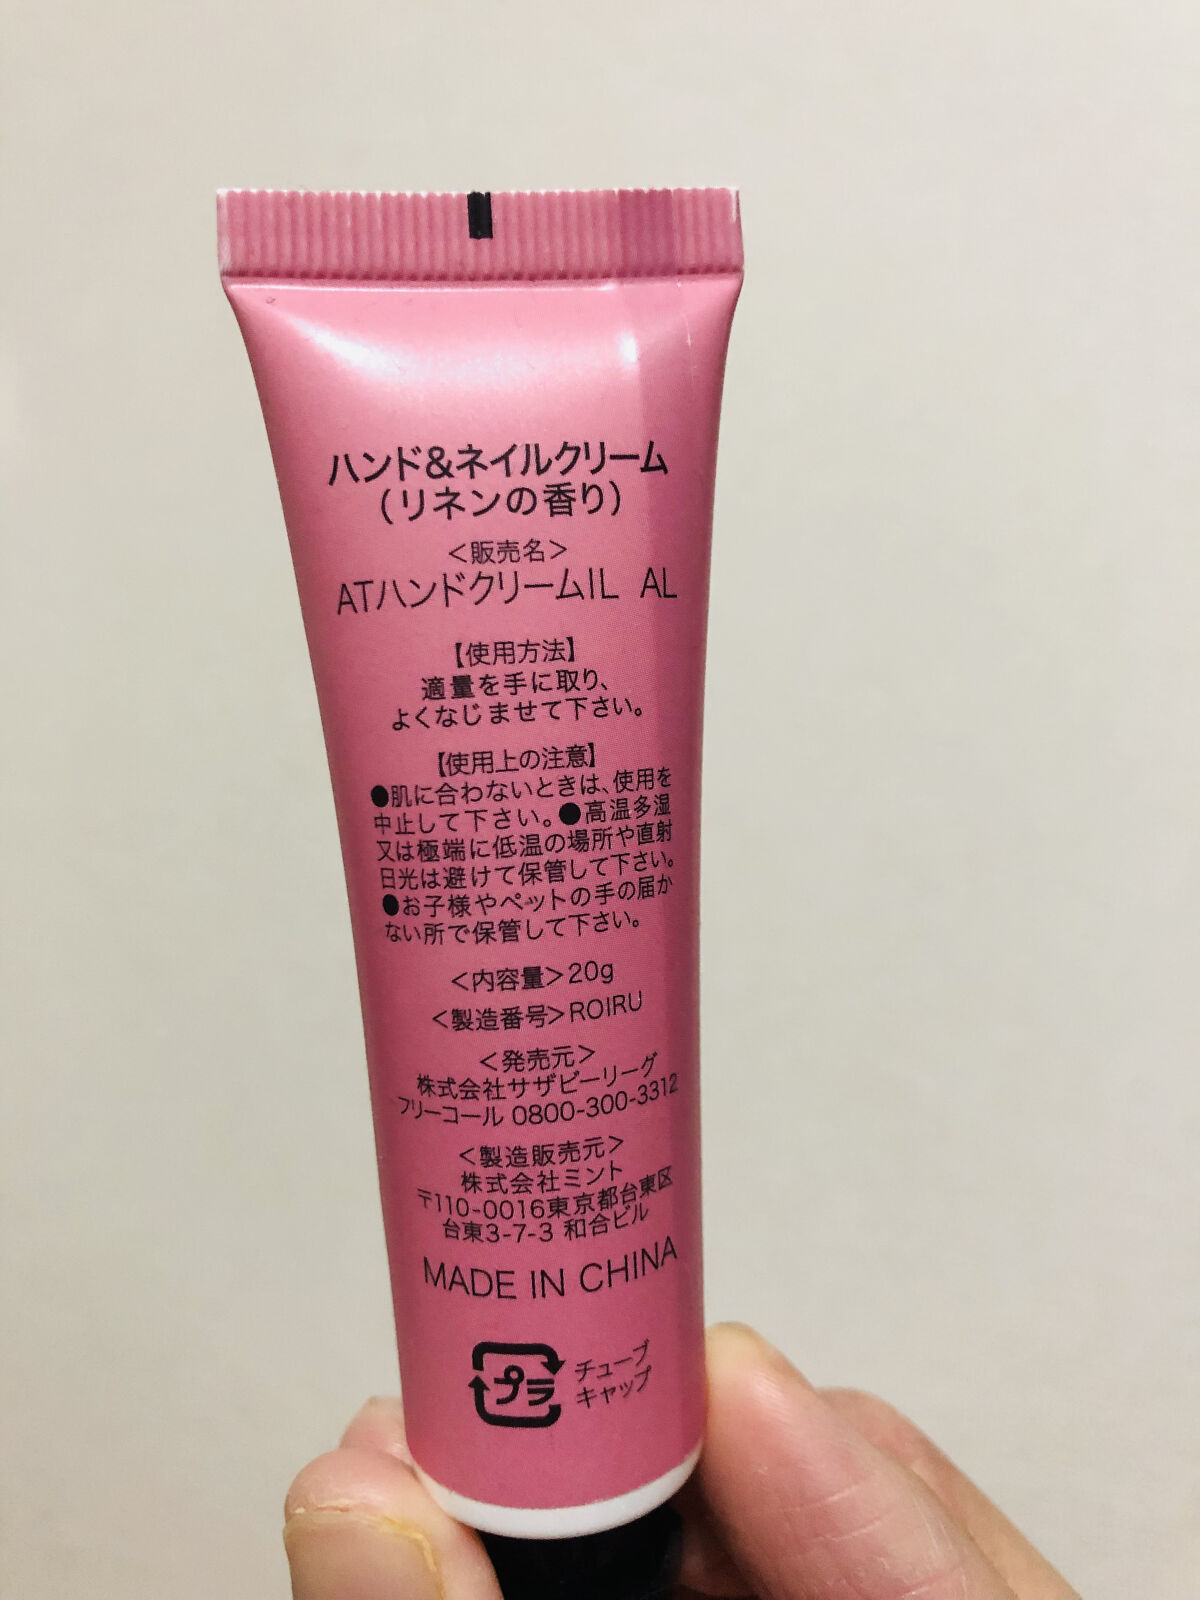 ハンド&ネイルクリーム
(リネンの香り)
<販売名>
ATハンドクリームIL AL
【使用方法】
適量を手に取り、
よくなじませて下さい。
【使用上の注意】
●肌に合わないときは、使用を
中止して下さい。●高温多湿
又は極端に低温の場所や直射
日光は避けて保管して下さい。
●お子様やペットの手の届か
ない所で保管して下さい。
<内容量>20g
<製造番号>ROIRU
<発売元>
株式会社サザビーリーグ
フリーコール 0800-300-3312
<製造販売元>
株式会社ミント
〒110-0016東京都台東区
台東3-7-3 和合ビル
MADE IN CHINA
プラ
チューブ
キャップ